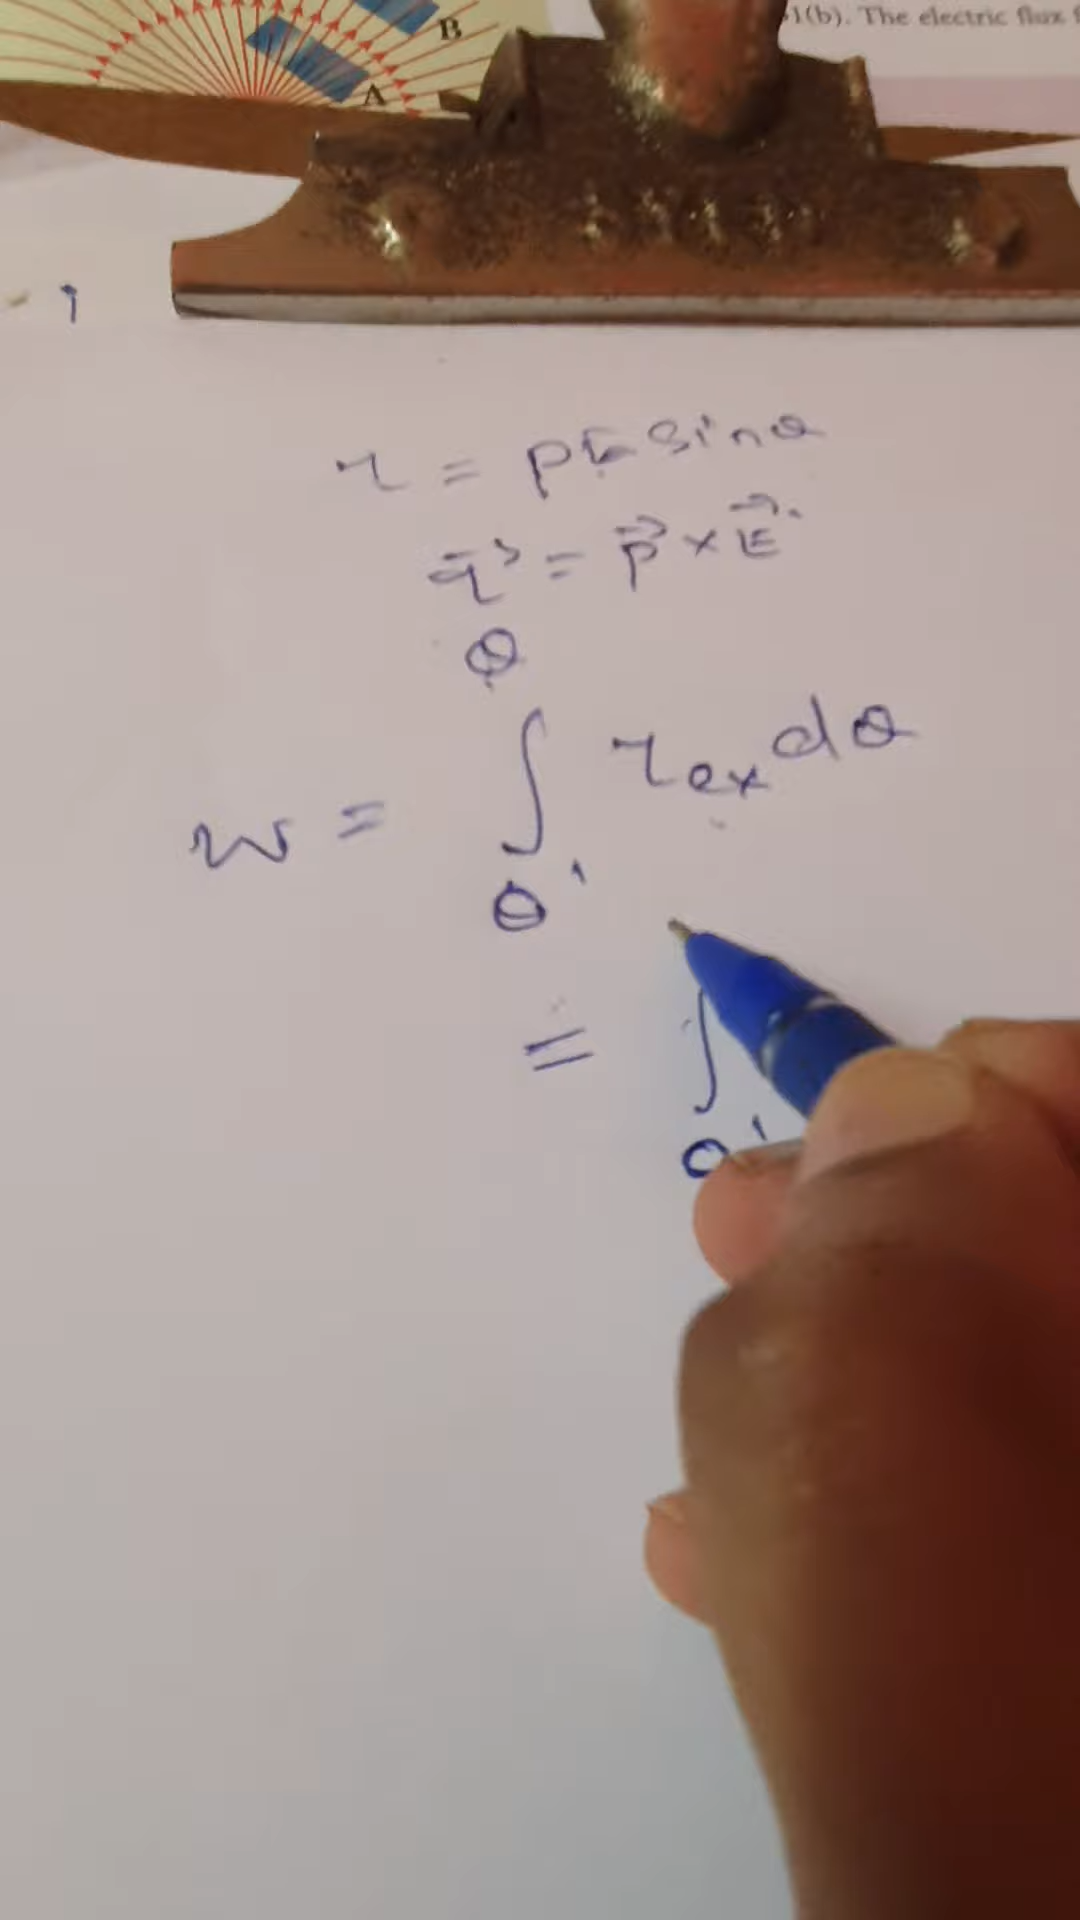 B
A
1(b). The electric flux
τ = pE sinθ
τ⃗ = p⃗ × E⃗
θ
∫ τex dθ
w =
θ'
= ∫
θ'